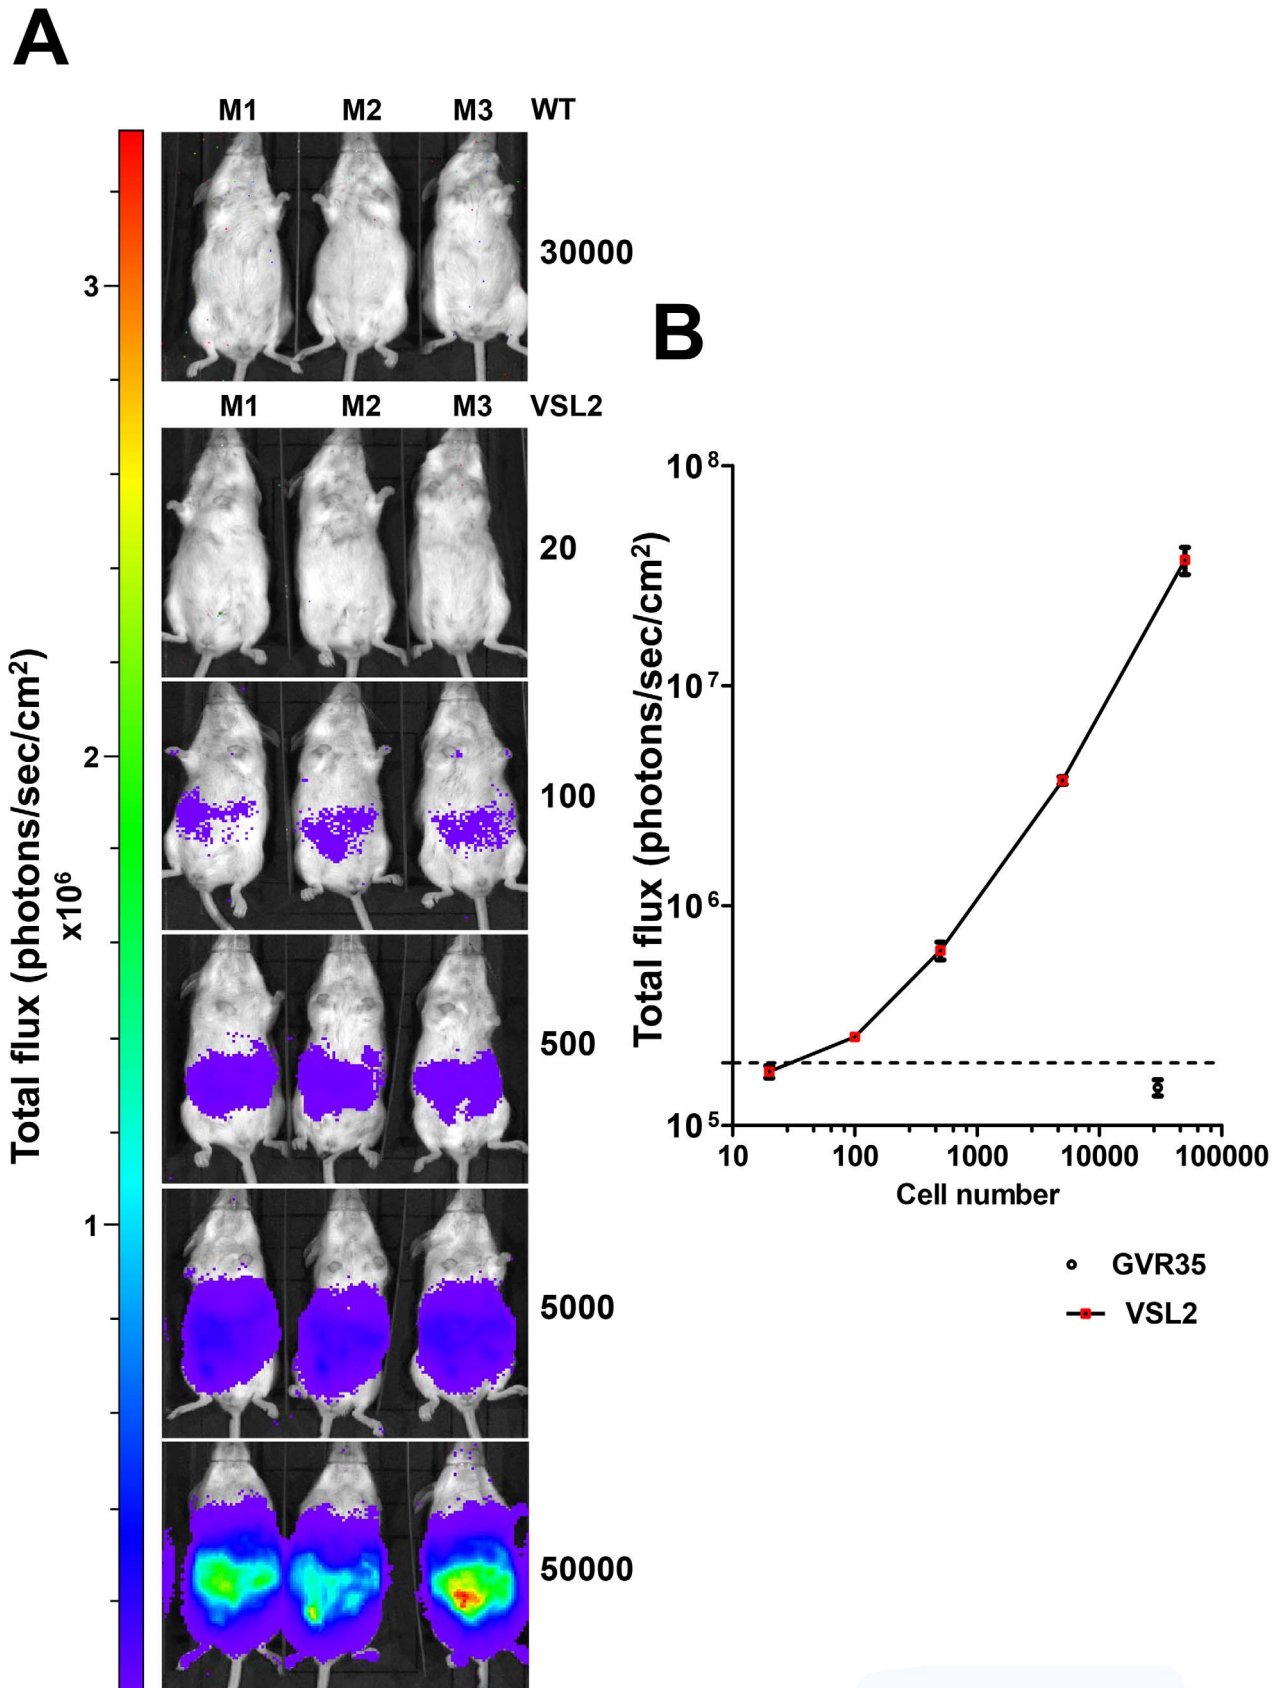 A
M1 M2 M3 WT
30000
M1 M2 M3 VSL2
20
100
500
5000
50000
3
2
1
Total flux (photons/sec/cm²)
x10⁶
B
10⁸
10⁷
10⁶
10⁵
Total flux (photons/sec/cm²)
10 100 1000 10000 100000
Cell number
GVR35
VSL2